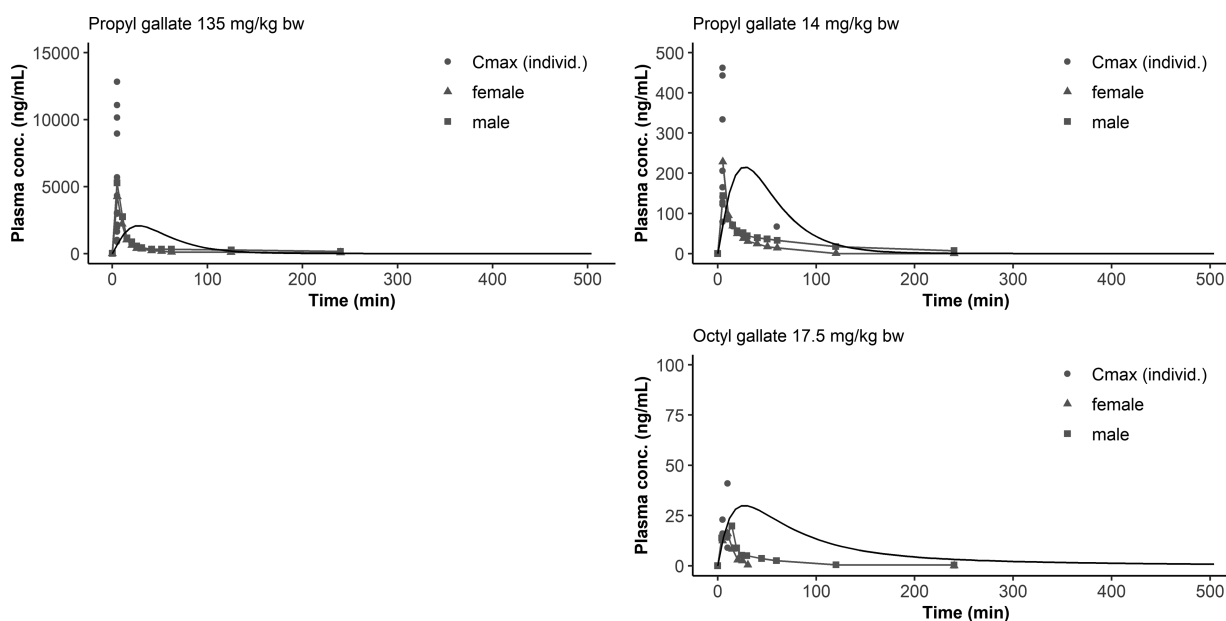 Propyl gallate 135 mg/kg bw
Plasma conc. (ng/mL)
15000
10000
5000
0
Cmax (individ.)
female
male
0 100 200 300 400 500
Time (min)
Propyl gallate 14 mg/kg bw
Plasma conc. (ng/mL)
500
400
300
200
100
0
Cmax (individ.)
female
male
0 100 200 300 400 500
Time (min)
Octyl gallate 17.5 mg/kg bw
Plasma conc. (ng/mL)
100
75
50
25
0
Cmax (individ.)
female
male
0 100 200 300 400 500
Time (min)